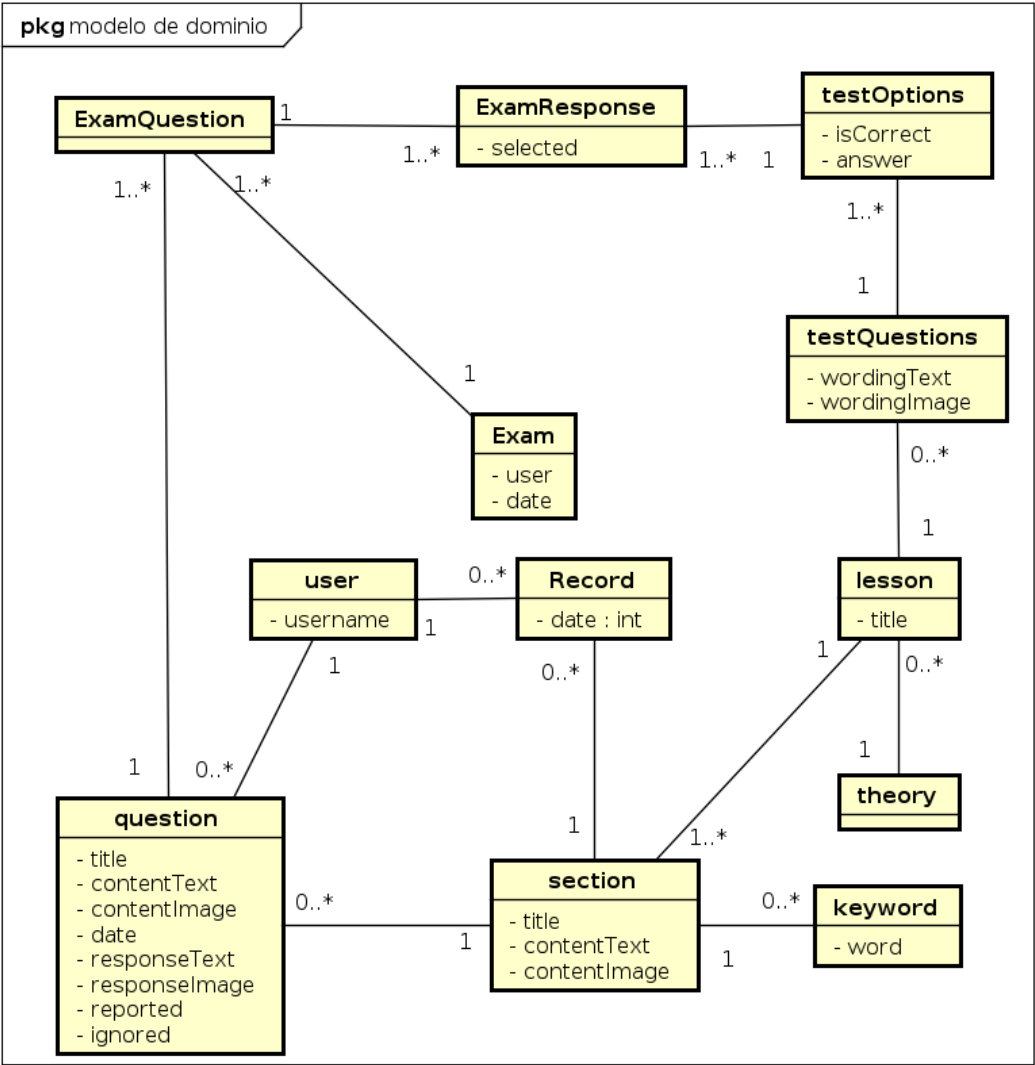 pkg modelo de dominio
ExamQuestion
1
1..*
ExamResponse
- selected
1..*
1
testOptions
- isCorrect
- answer
1..*
1..*
1..*
1
testQuestions
- wordingText
- wordingImage
1
Exam
- user
- date
0..*
1
user
- username
1
0..*
Record
- date : int
lesson
- title
1
0..*
1
0..*
1
0..*
1
theory
1
question
- title
- contentText
- contentImage
- date
- responseText
- responseImage
- reported
- ignored
0..*
1
1..*
section
- title
- contentText
- contentImage
1
0..*
keyword
- word